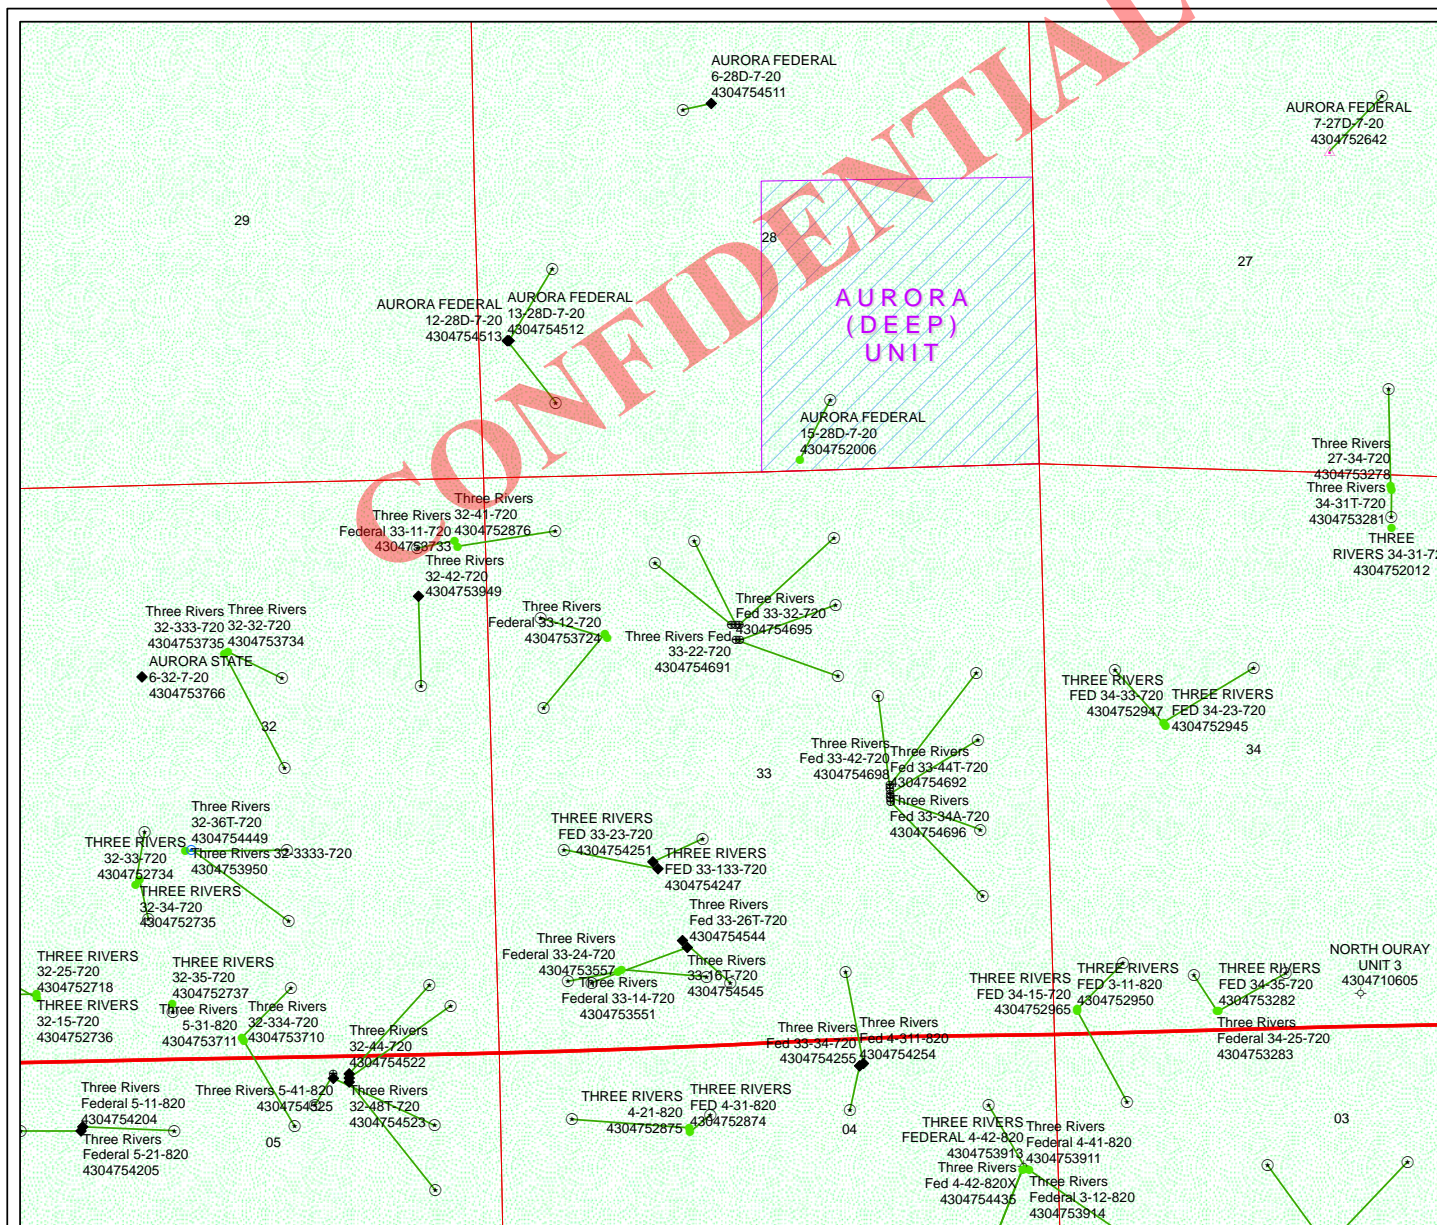 CONFIDENTIAL
AURORA FEDERAL
6-28D-7-20
4304754511
AURORA FEDERAL
7-27D-7-20
4304752642
29
28
27
AURORA
(DEEP)
UNIT
AURORA FEDERAL
12-28D-7-20
4304754513
AURORA FEDERAL
13-28D-7-20
4304754512
AURORA FEDERAL
15-28D-7-20
4304752006
Three Rivers
27-34-720
4304753278
Three Rivers
34-31T-720
4304753281
THREE
RIVERS 34-31-72
4304752012
Three Rivers
Federal 33-11-720
4304753733
Three Rivers
32-41-720
4304752876
Three Rivers
32-42-720
4304753949
Three Rivers
32-333-720
4304753735
Three Rivers
32-32-720
4304753734
AURORA STATE
6-32-7-20
4304753766
Three Rivers
Federal 33-12-720
4304753724
Three Rivers
Fed 33-32-720
4304754695
Three Rivers Fed
33-22-720
4304754691
THREE RIVERS
FED 34-33-720
4304752947
THREE RIVERS
FED 34-23-720
4304752945
32
33
34
Three Rivers
Fed 33-42-720
4304754698
Three Rivers
Fed 33-44T-720
4304754692
Three Rivers
Fed 33-34A-720
4304754696
Three Rivers
32-36T-720
4304754449
Three Rivers 32-3333-720
4304753950
THREE RIVERS
32-33-720
4304752734
THREE RIVERS
32-34-720
4304752735
THREE RIVERS
FED 33-23-720
4304754251
THREE RIVERS
FED 33-133-720
4304754247
Three Rivers
Fed 33-26T-720
4304754544
Three Rivers
33-16T-720
4304754545
Three Rivers
Federal 33-24-720
4304753557
Three Rivers
Federal 33-14-720
4304753551
THREE RIVERS
32-25-720
4304752718
THREE RIVERS
32-15-720
4304752736
THREE RIVERS
32-35-720
4304752737
Three Rivers
5-31-820
4304753711
Three Rivers
32-334-720
4304753710
Three Rivers
32-44-720
4304754522
Three Rivers
32-48T-720
4304754523
Three Rivers 5-41-820
4304754525
Three Rivers
Fed 33-34-720
4304754255
Three Rivers
Fed 4-311-820
4304754254
THREE RIVERS
FED 34-15-720
4304752965
THREE RIVERS
FED 3-11-820
4304752950
THREE RIVERS
FED 34-35-720
4304753282
Three Rivers
Federal 34-25-720
4304753283
NORTH OURAY
UNIT 3
4304710605
Three Rivers
Federal 5-11-820
4304754204
Three Rivers
Federal 5-21-820
4304754205
THREE RIVERS
4-21-820
4304752875
THREE RIVERS
FED 4-31-820
4304752874
05
04
03
THREE RIVERS
FEDERAL 4-42-820
4304753913
Three Rivers
Federal 4-41-820
4304753911
Three Rivers
Fed 4-42-820X
4304754435
Three Rivers
Federal 3-12-820
4304753914